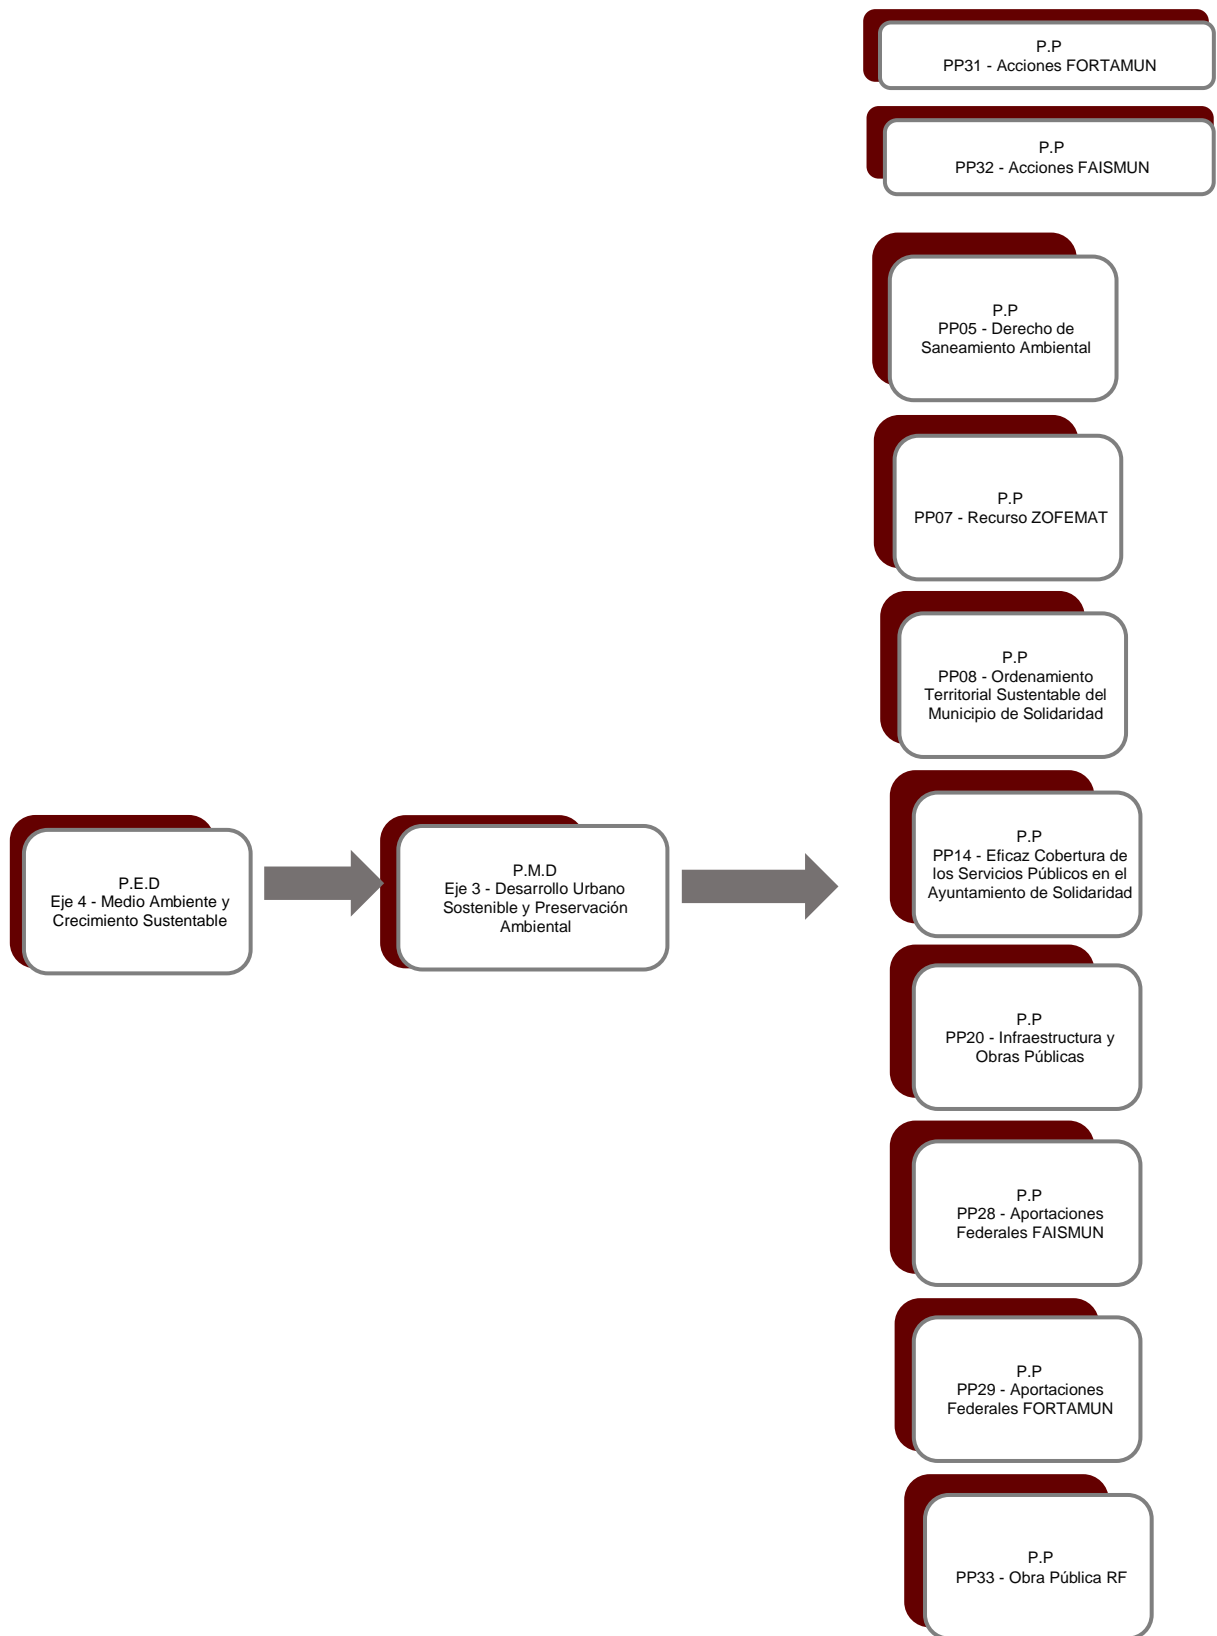 P.P
PP31 - Acciones FORTAMUN
P.P
PP32 - Acciones FAISMUN
P.P
PP05 - Derecho de
Saneamiento Ambiental
P.P
PP07 - Recurso ZOFEMAT
P.P
PP08 - Ordenamiento
Territorial Sustentable del
Municipio de Solidaridad
P.E.D
Eje 4 - Medio Ambiente y
Crecimiento Sustentable
P.M.D
Eje 3 - Desarrollo Urbano
Sostenible y Preservación
Ambiental
P.P
PP14 - Eficaz Cobertura de
los Servicios Públicos en el
Ayuntamiento de Solidaridad
P.P
PP20 - Infraestructura y
Obras Públicas
P.P
PP28 - Aportaciones
Federales FAISMUN
P.P
PP29 - Aportaciones
Federales FORTAMUN
P.P
PP33 - Obra Pública RF